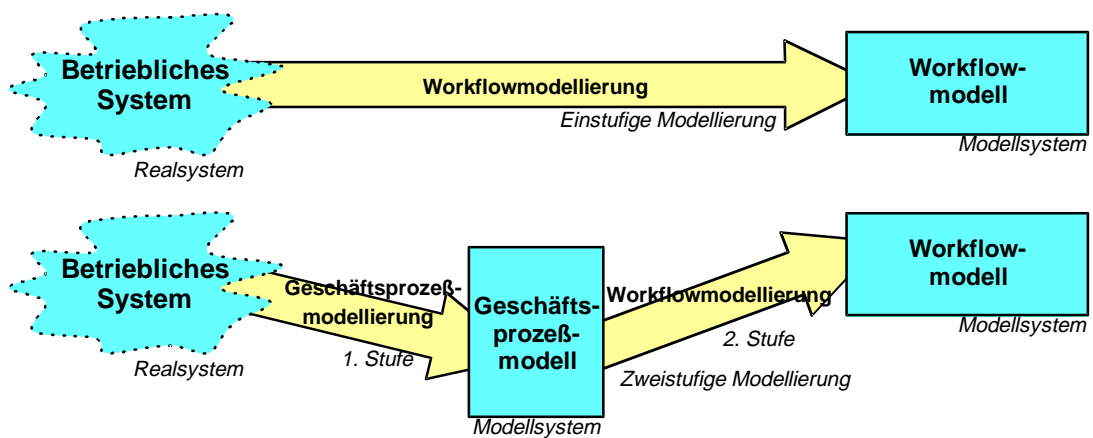 Betriebliches
System
Realsystem
Workflowmodellierung
Einstufige Modellierung
Workflow-
modell
Modellsystem
Betriebliches
System
Realsystem
Geschäftsprozeß-
modellierung
1. Stufe
Geschäfts-
prozeß-
modell
Modellsystem
Workflowmodellierung
2. Stufe
Zweistufige Modellierung
Workflow-
modell
Modellsystem